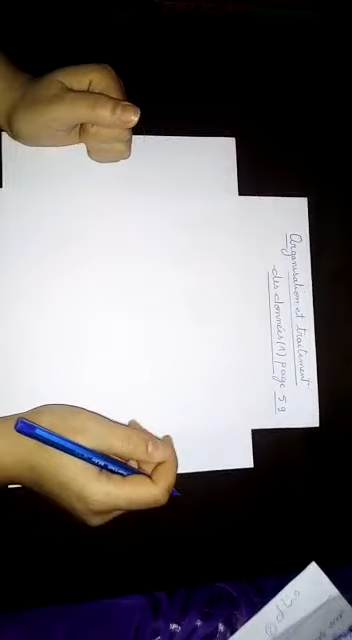 Organisation et traitement
des données (1) page 59